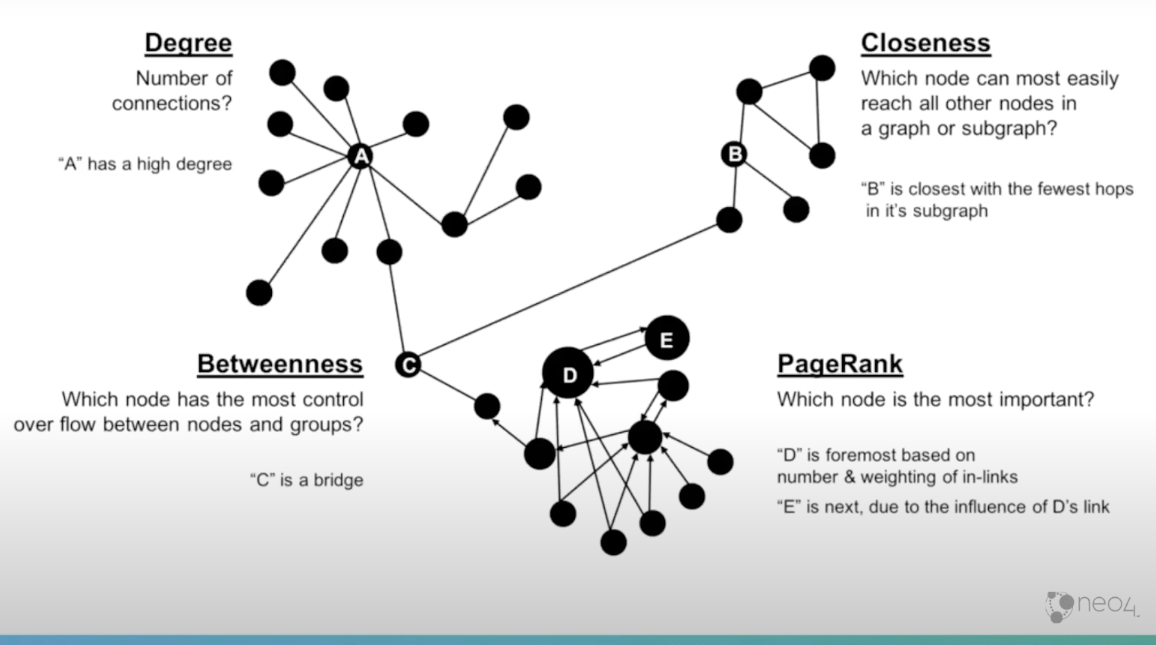 Degree
Number of
connections?
“A” has a high degree
A
Closeness
Which node can most easily
reach all other nodes in
a graph or subgraph?
“B” is closest with the fewest hops
in it’s subgraph
B
Betweenness
Which node has the most control
over flow between nodes and groups?
“C” is a bridge
C
D
E
PageRank
Which node is the most important?
“D” is foremost based on
number & weighting of in-links
“E” is next, due to the influence of D’s link
neo4j